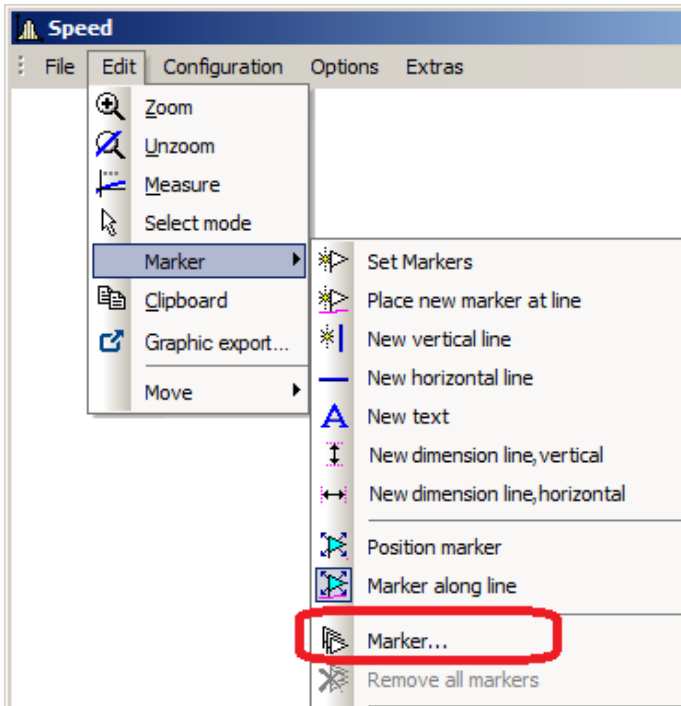 Speed
File Edit Configuration Options Extras
Zoom
Unzoom
Measure
Select mode
Marker
Clipboard
Graphic export...
Move
Set Markers
Place new marker at line
New vertical line
New horizontal line
New text
New dimension line,vertical
New dimension line,horizontal
Position marker
Marker along line
Marker...
Remove all markers